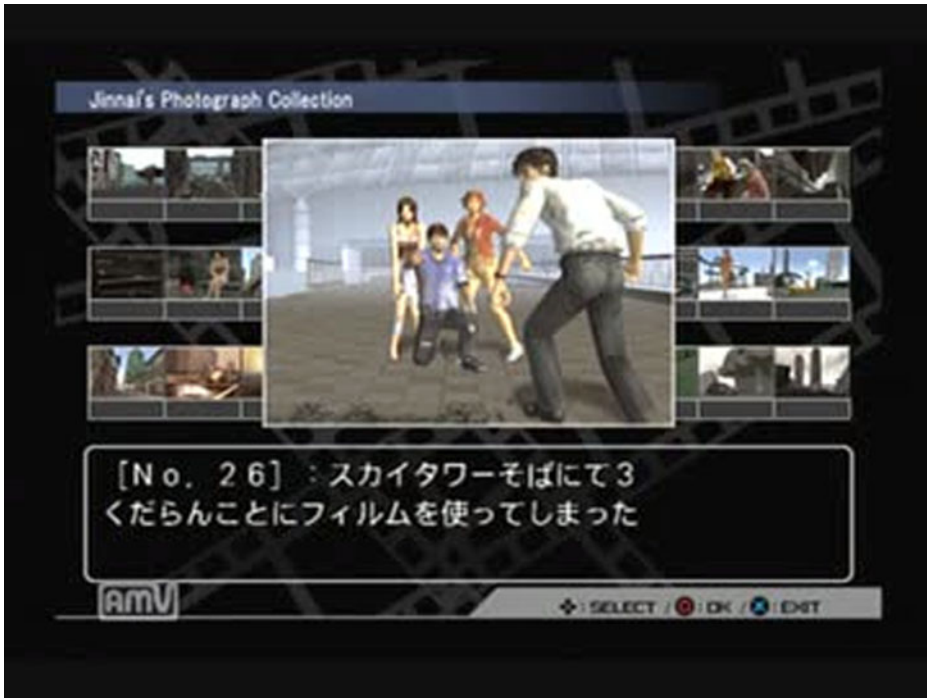 Jinnai's Photograph Collection
[No. 26]:スカイタワーそばにて3
くだらんことにフィルムを使ってしまった
AMV
:SELECT / :OK / :EXIT